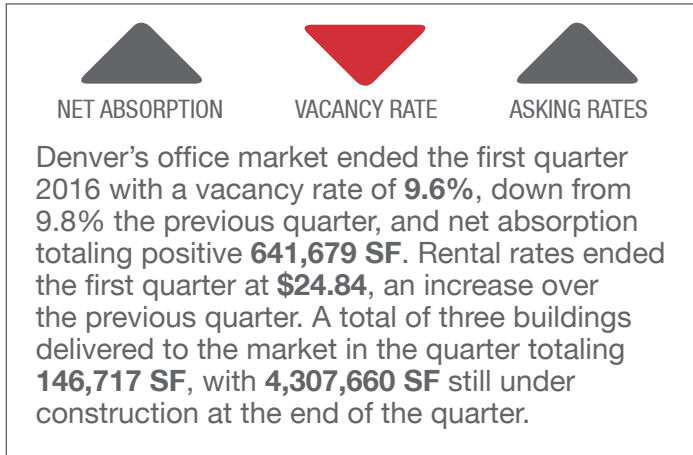 NET ABSORPTION VACANCY RATE ASKING RATES
Denver's office market ended the first quarter
2016 with a vacancy rate of 9.6%, down from
9.8% the previous quarter, and net absorption
totaling positive 641,679 SF. Rental rates ended
the first quarter at $24.84, an increase over
the previous quarter. A total of three buildings
delivered to the market in the quarter totaling
146,717 SF, with 4,307,660 SF still under
construction at the end of the quarter.